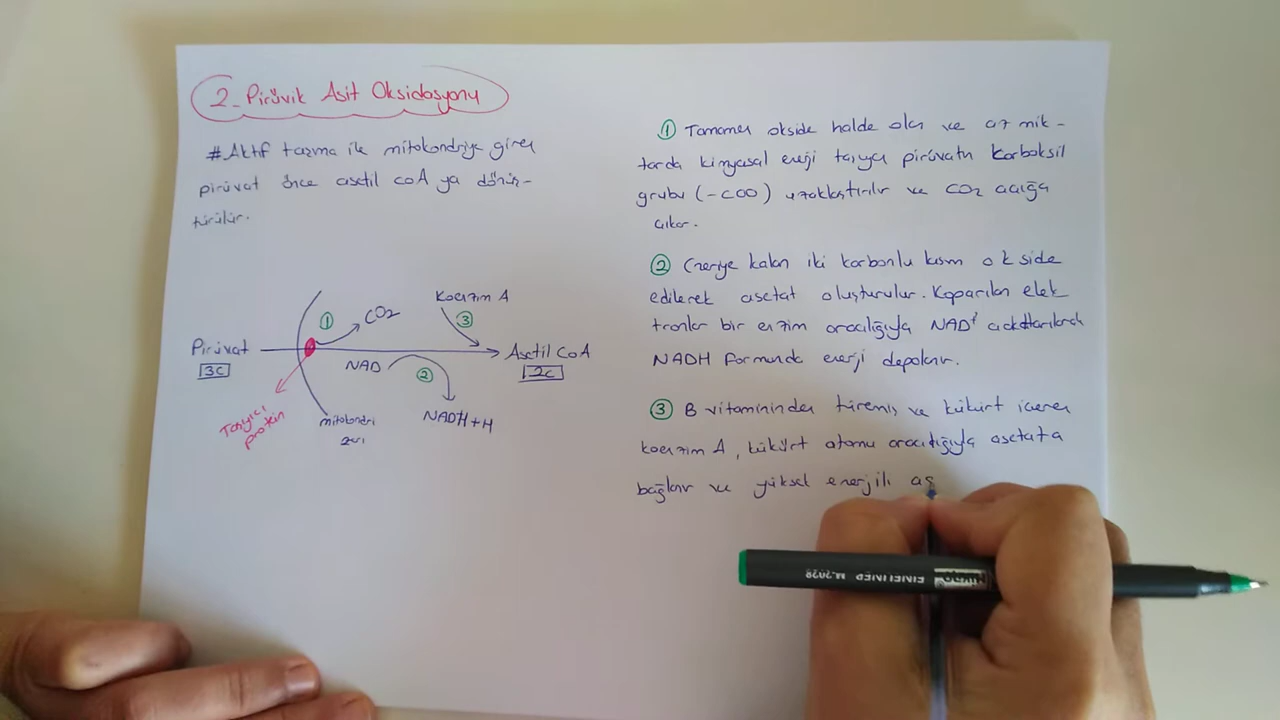 2- Pirüvik Asit Oksidasyonu
#Aktif taşıma ile mitokondriye giren
pirüvat önce asetil coA ya dönüş-
türülür.
① CO2
Koenzim A
③
Pirüvat
3C
NAD
②
NADH+H
Asetil CoA
2C
Taşıyıcı
protein
mitokondri
zarı
① Tamamen okside halde olan ve az mik-
tarda kimyasal enerji taşıyan pirüvatın karboksil
grubu (-COO) uzaklaştırılır ve CO2 açığa
çıkar.
② Geriye kalan iki karbonlu kısım okside
edilerek asetat oluşturulur. Koparılan elek
tronlar bir enzim aracılığıyla NAD+ a aktarılarak
NADH formunda enerji depolanır.
③ B vitamininden türemiş ve kükürt içeren
koenzim A, kükürt atomu aracılığıyla asetata
bağlanır ve yüksel enerjili as
FINELINER M.2028